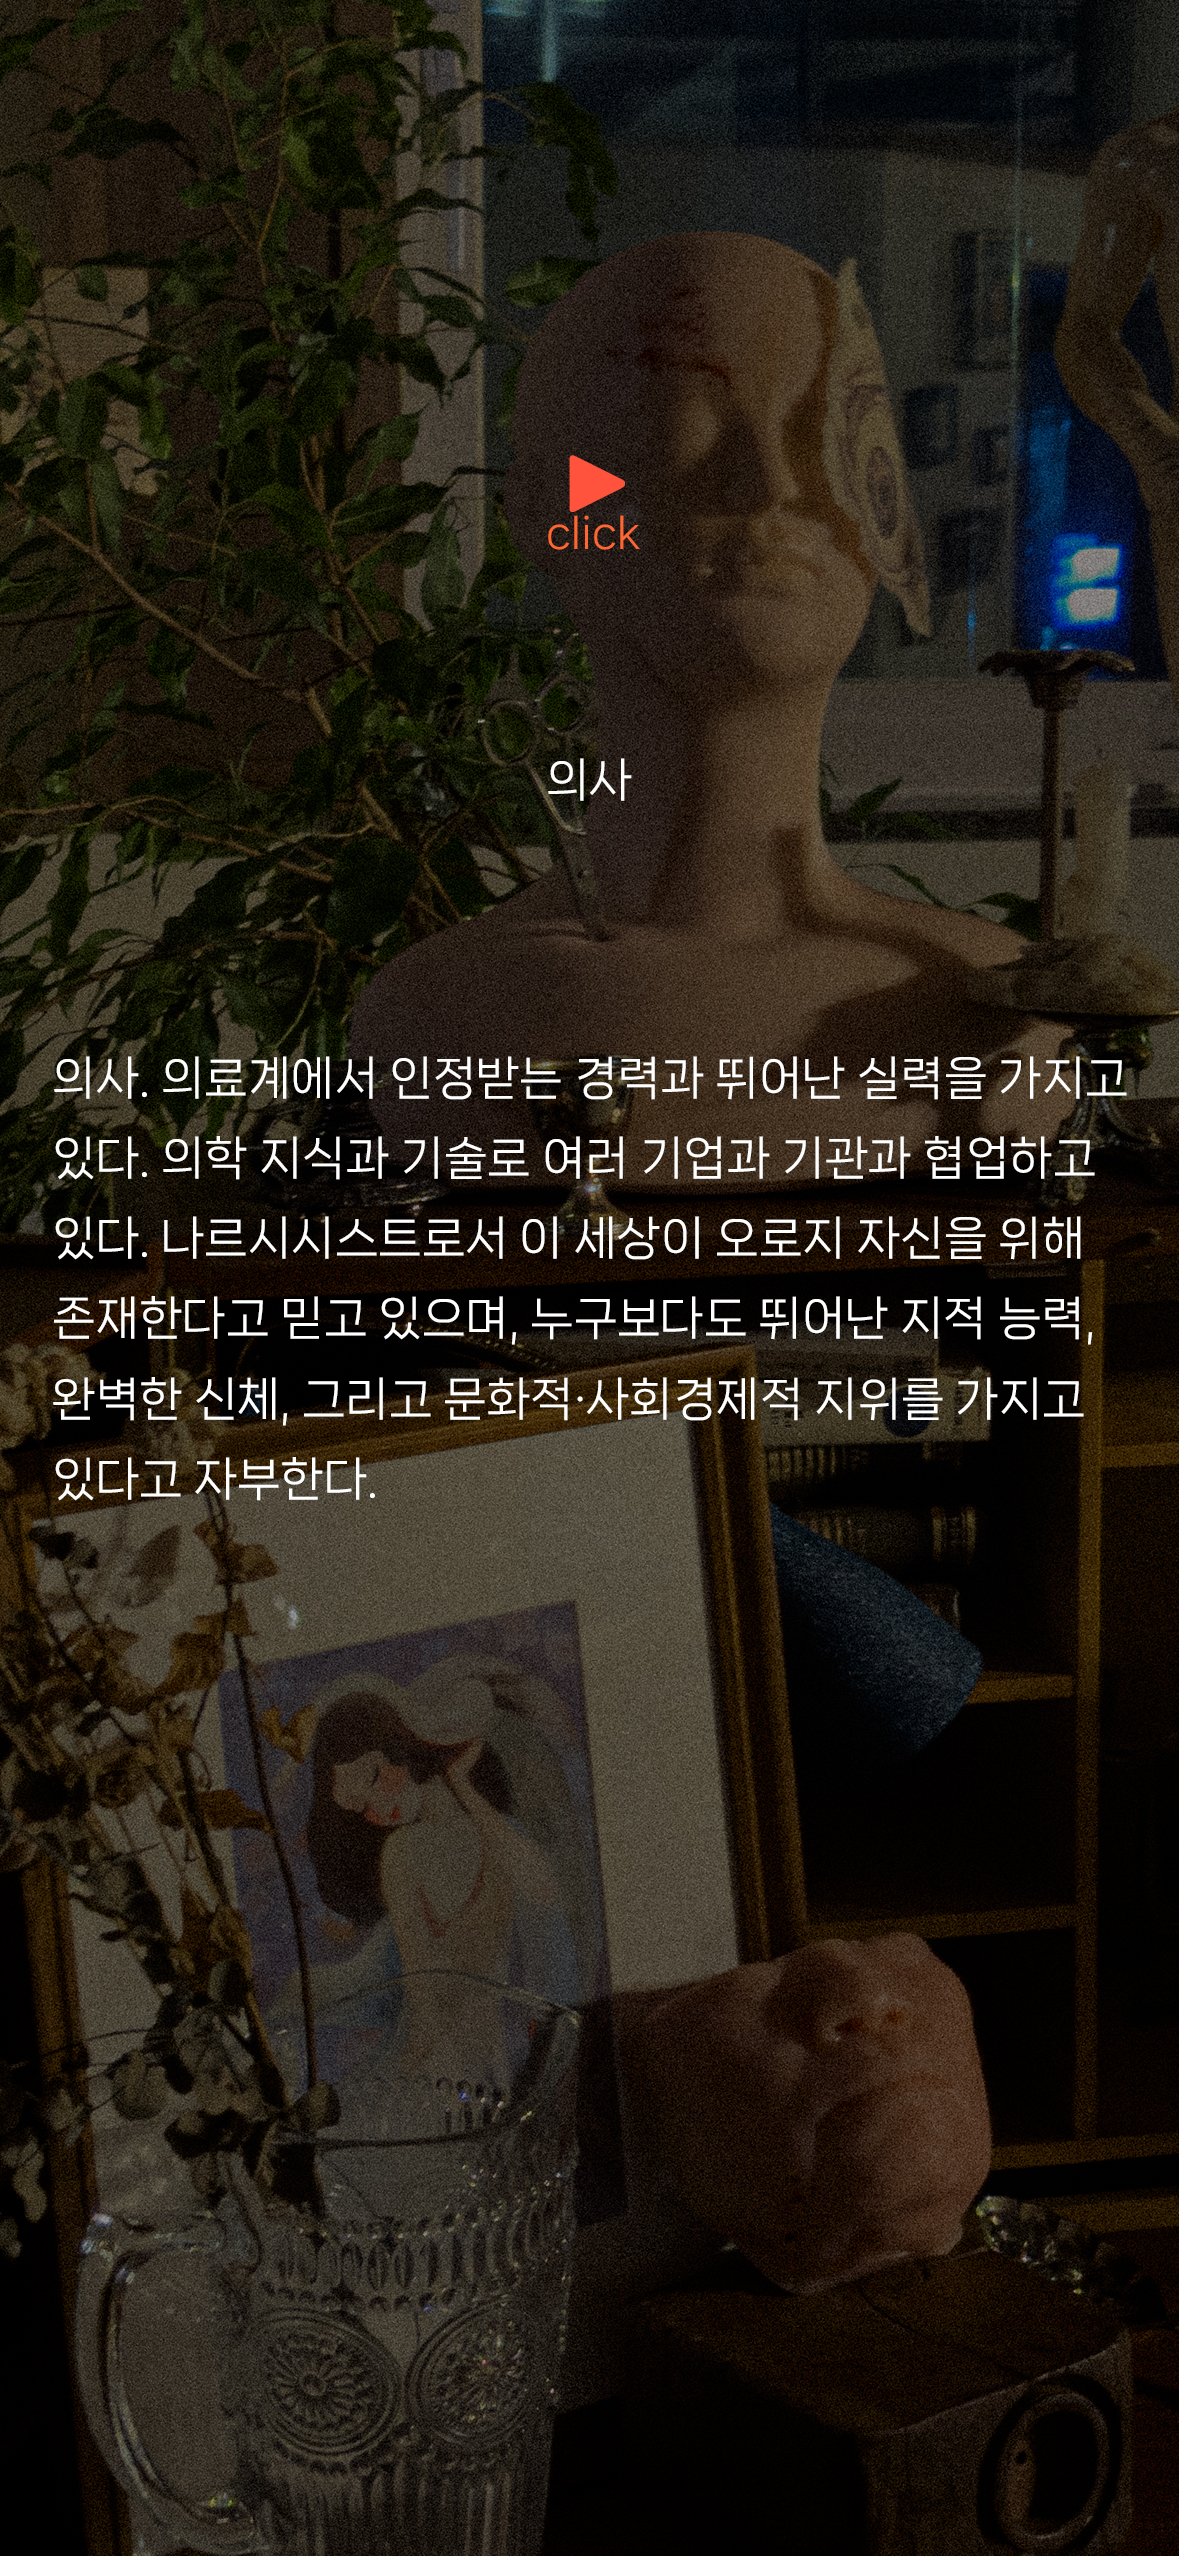 click
의사
의사. 의료계에서 인정받는 경력과 뛰어난 실력을 가지고
있다. 의학 지식과 기술로 여러 기업과 기관과 협업하고
있다. 나르시시스트로서 이 세상이 오로지 자신을 위해
존재한다고 믿고 있으며, 누구보다도 뛰어난 지적 능력,
완벽한 신체, 그리고 문화적·사회경제적 지위를 가지고
있다고 자부한다.